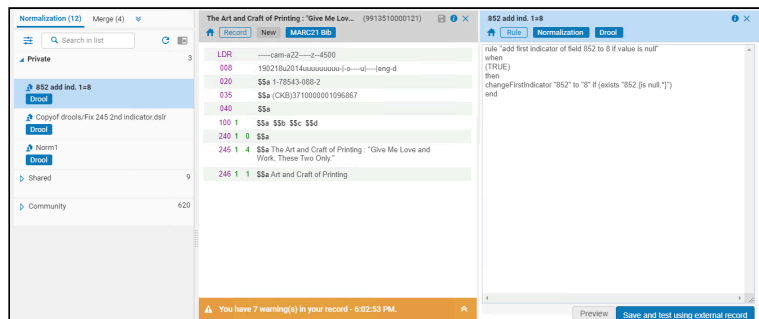 Normalization (12) Merge (4)
Search in list
Private 3
852 add ind. 1=8
Drool
Copyof drools/Fix 245 2nd indicator.dslr
Drool
Norm1
Drool
Shared 9
Community 620
The Art and Craft of Printing : "Give Me Lov... (9913510000121)
Record New MARC21 Bib
LDR -----cam-a22-----z--4500
008 190218u2014uuuuuuuuu-|-o----u|----|eng-d
020 $$a 1-78543-088-2
035 $$a (CKB)3710000001096867
040 $$a
100 1 $$a $$b $$c $$d
240 1 0 $$a
245 1 4 $$a The Art and Craft of Printing : "Give Me Love and
Work, These Two Only."
246 1 1 $$a Art and Craft of Printing
You have 7 warning(s) in your record - 6:02:53 PM.
852 add ind. 1=8
Rule Normalization Drool
rule "add first indicator of field 852 to 8 if value is null"
when
(TRUE)
then
changeFirstIndicator "852" to "8" if (exists "852.{is null,*}")
end
Preview Save and test using external record